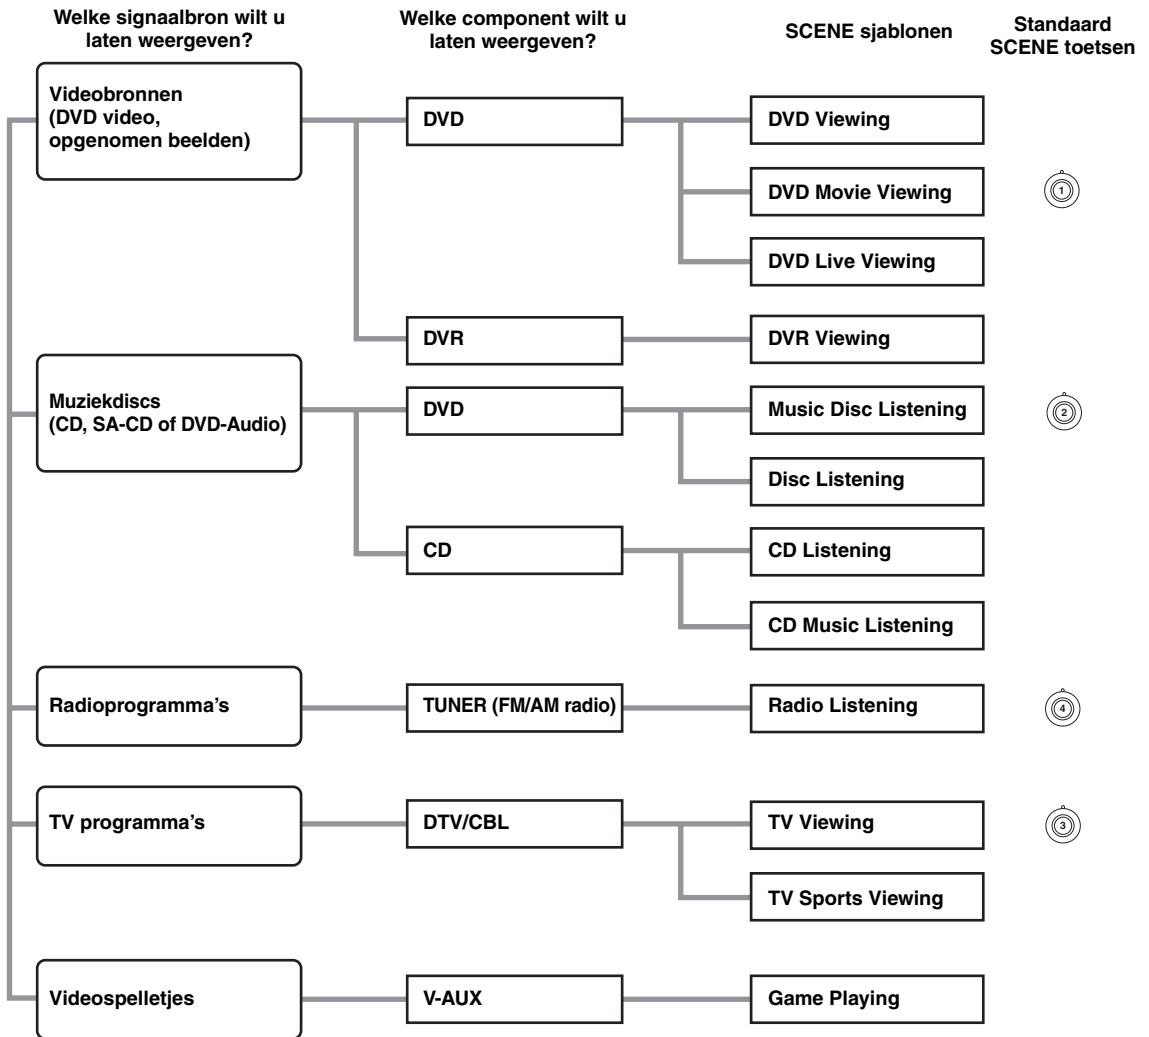 Welke signaalbron wilt u
laten weergeven?
Welke component wilt u
laten weergeven?
SCENE sjablonen
Standaard
SCENE toetsen
Videobronnen
(DVD video,
opgenomen beelden)
DVD
DVD Viewing
DVD Movie Viewing
1
DVD Live Viewing
DVR
DVR Viewing
Muziekdiscs
(CD, SA-CD of DVD-Audio)
DVD
Music Disc Listening
2
Disc Listening
CD
CD Listening
CD Music Listening
Radioprogramma's
TUNER (FM/AM radio)
Radio Listening
4
TV programma's
DTV/CBL
TV Viewing
3
TV Sports Viewing
Videospelletjes
V-AUX
Game Playing